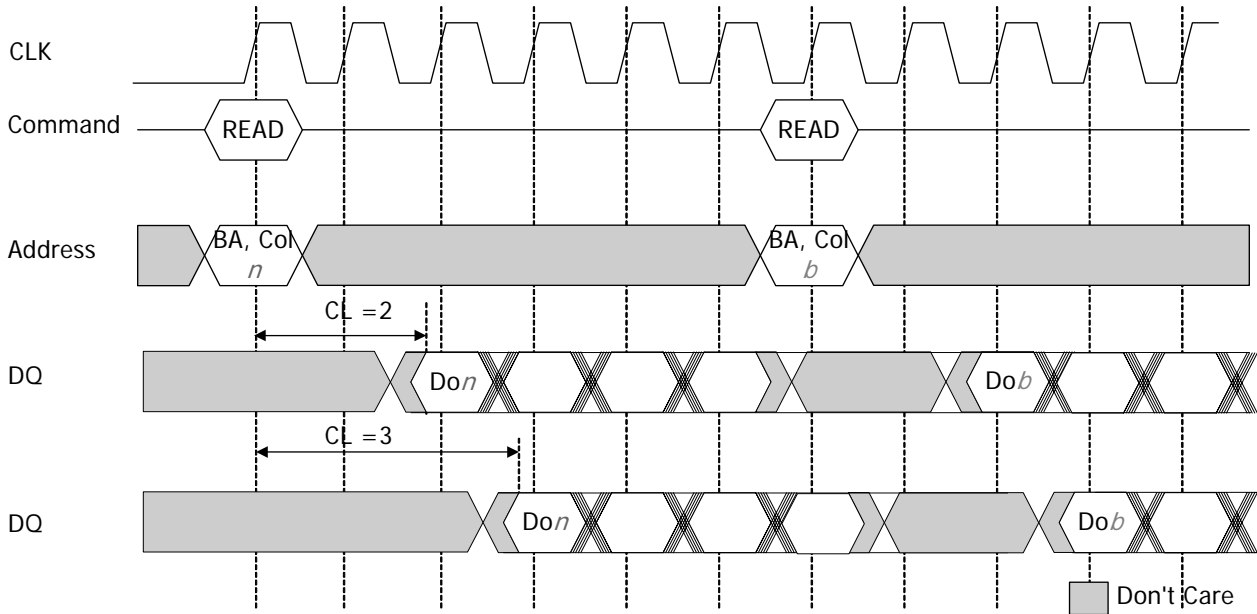 CLK
Command
READ
READ
Address
BA, Col
n
BA, Col
b
CL =2
DQ
Don
Dob
CL =3
DQ
Don
Dob
Don't Care